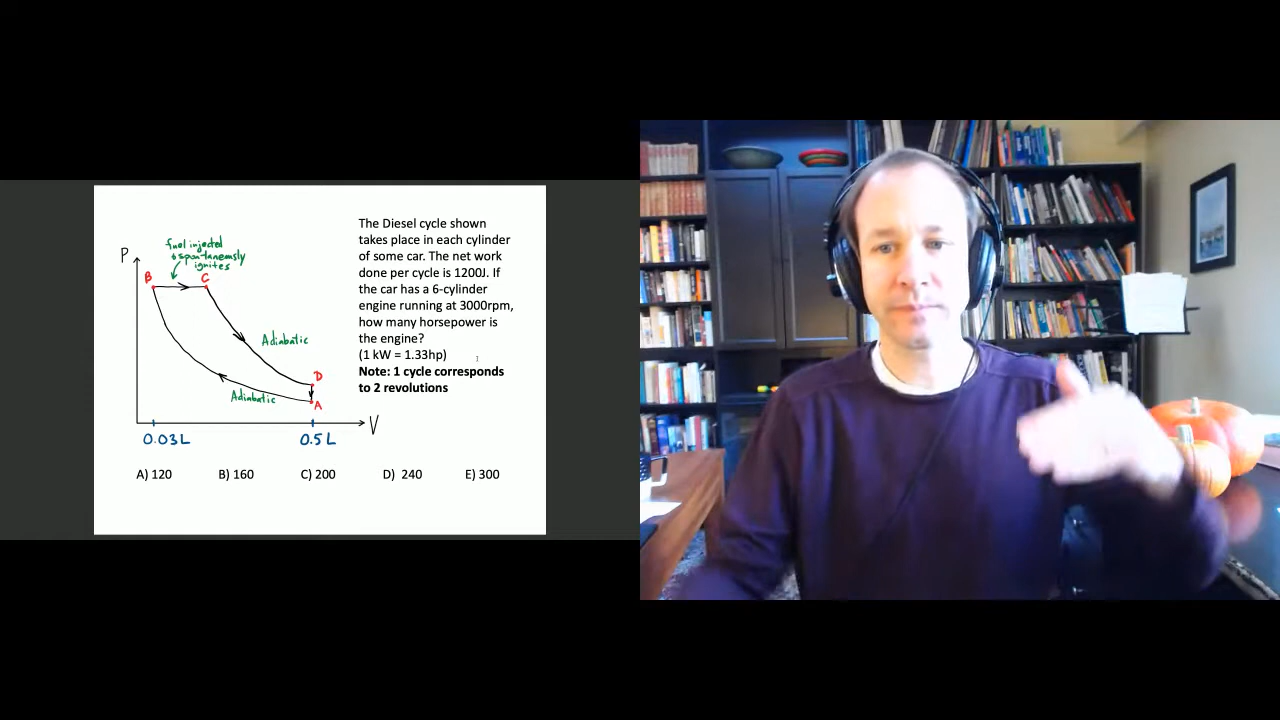 fuel injected
& spontaneously
ignites
P
B
C
Adiabatic
D
Adiabatic
A
V
0.03L
0.5L
The Diesel cycle shown
takes place in each cylinder
of some car. The net work
done per cycle is 1200J. If
the car has a 6-cylinder
engine running at 3000rpm,
how many horsepower is
the engine?
(1 kW = 1.33hp)
Note: 1 cycle corresponds
to 2 revolutions
A) 120 B) 160 C) 200 D) 240 E) 300